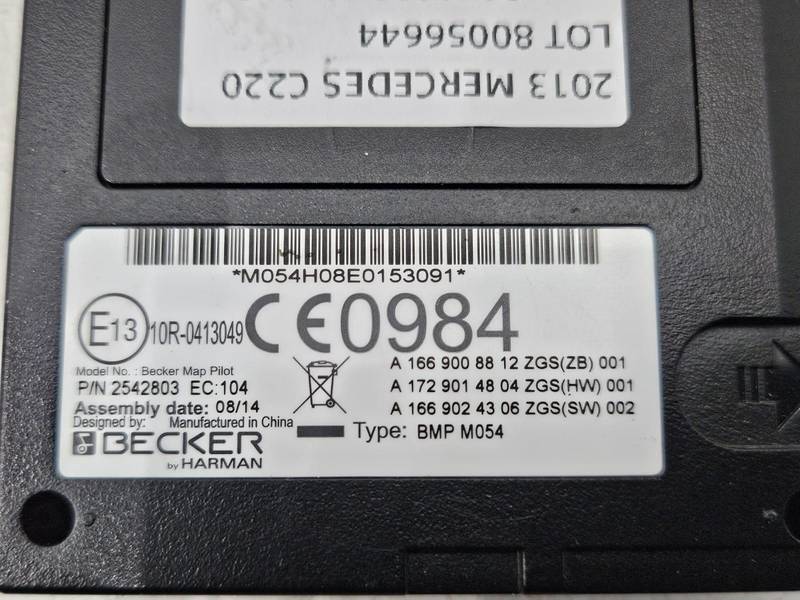 2013 MERCEDES C220
LOT 80056644
*M054H08E0153091*
E13 10R-0413049 CE0984
Model No. : Becker Map Pilot
P/N 2542803 EC:104
Assembly date: 08/14
Designed by: Manufactured in China
BECKER
by HARMAN
A 166 900 88 12 ZGS(ZB) 001
A 172 901 48 04 ZGS(HW) 001
A 166 902 43 06 ZGS(SW) 002
Type: BMP M054